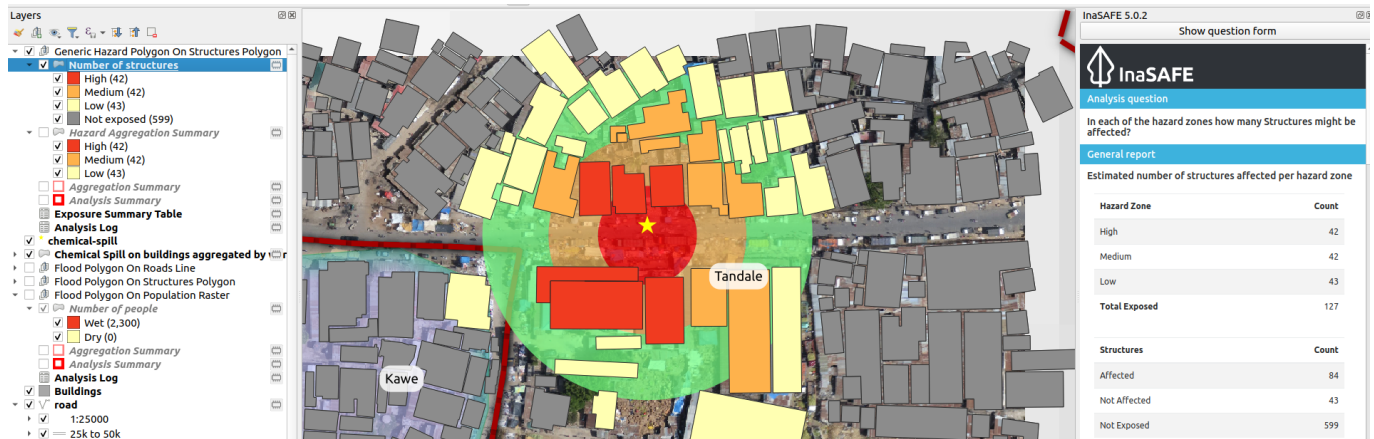 Layers
Generic Hazard Polygon On Structures Polygon
Number of structures
High (42)
Medium (42)
Low (43)
Not exposed (599)
Hazard Aggregation Summary
High (42)
Medium (42)
Low (43)
Aggregation Summary
Analysis Summary
Exposure Summary Table
Analysis Log
chemical-spill
Chemical Spill on buildings aggregated by
Flood Polygon On Roads Line
Flood Polygon On Structures Polygon
Flood Polygon On Population Raster
Number of people
Wet (2,300)
Dry (0)
Aggregation Summary
Analysis Summary
Analysis Log
Buildings
road
1:25000
25k to 50k
Tandale
Kawe
InaSAFE 5.0.2
Show question form
InaSAFE
Analysis question
In each of the hazard zones how many Structures might be
affected?
General report
Estimated number of structures affected per hazard zone
Hazard Zone Count
High 42
Medium 42
Low 43
Total Exposed 127
Structures Count
Affected 84
Not Affected 43
Not Exposed 599